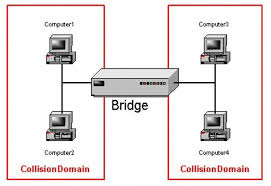 Computer1
Computer3
Bridge
Computer2
Computer4
CollisionDomain
CollisionDomain